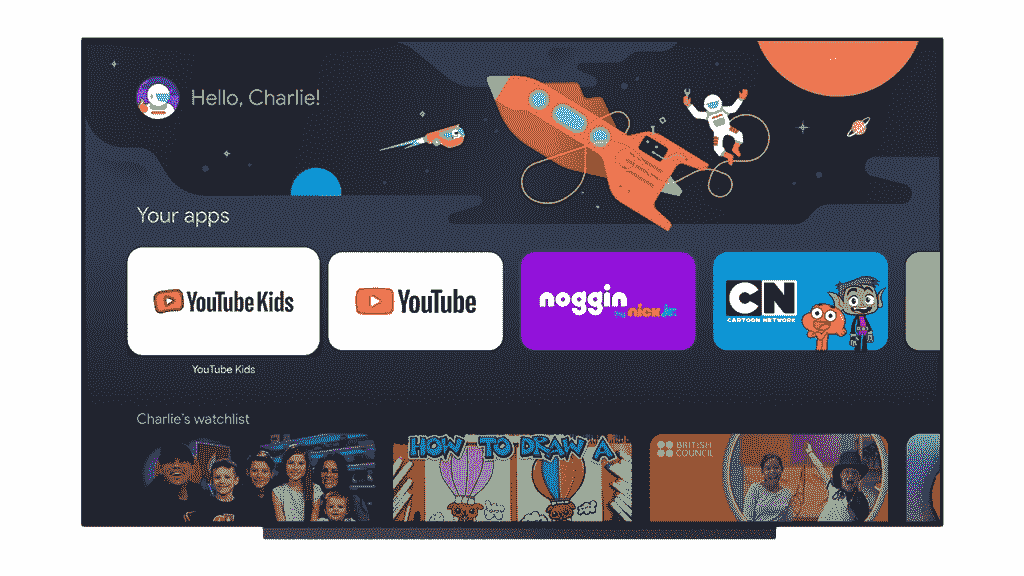 Hello, Charlie!
Your apps
YouTube Kids
YouTube
noggin
by nick jr.
CN
CARTOON NETWORK
YouTube Kids
Charlie's watchlist
HOW TO DRAW A
BRITISH
COUNCIL